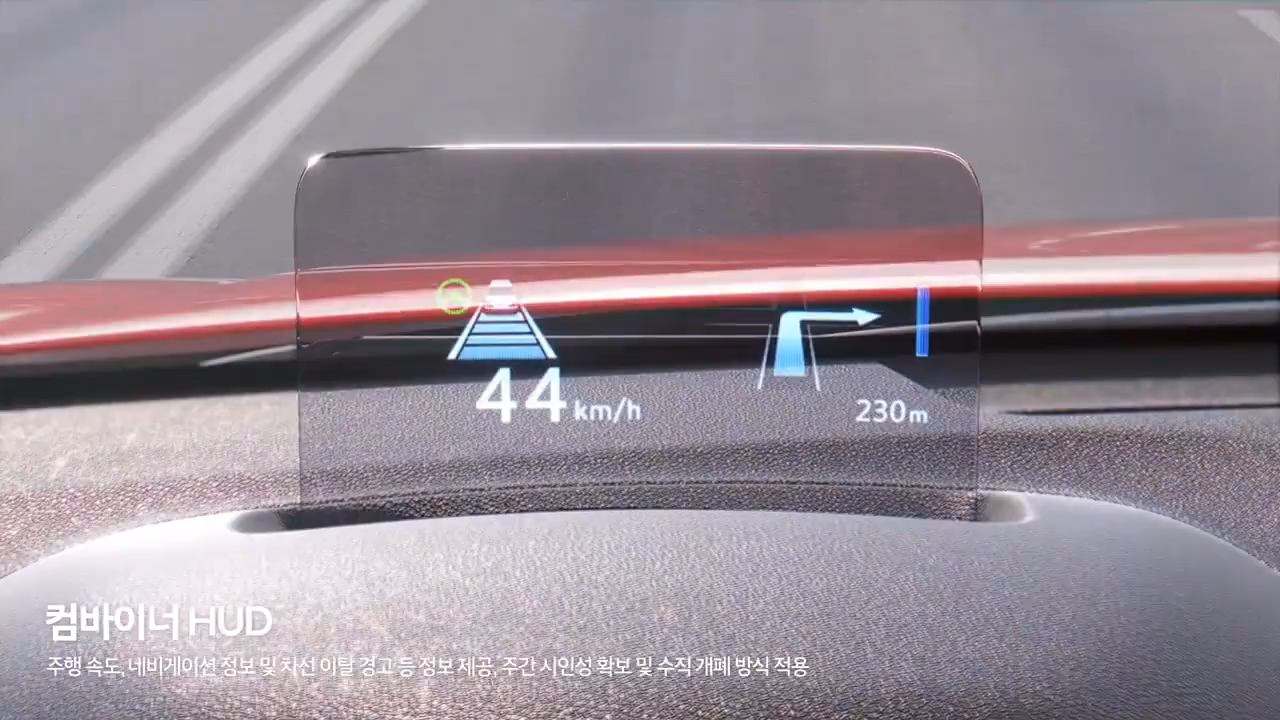 44 km/h
230 m
컴바이너 HUD
주행 속도, 네비게이션 정보 및 차선 이탈 경고 등 정보 제공, 주간 시인성 확보 및 수직 개폐 방식 적용